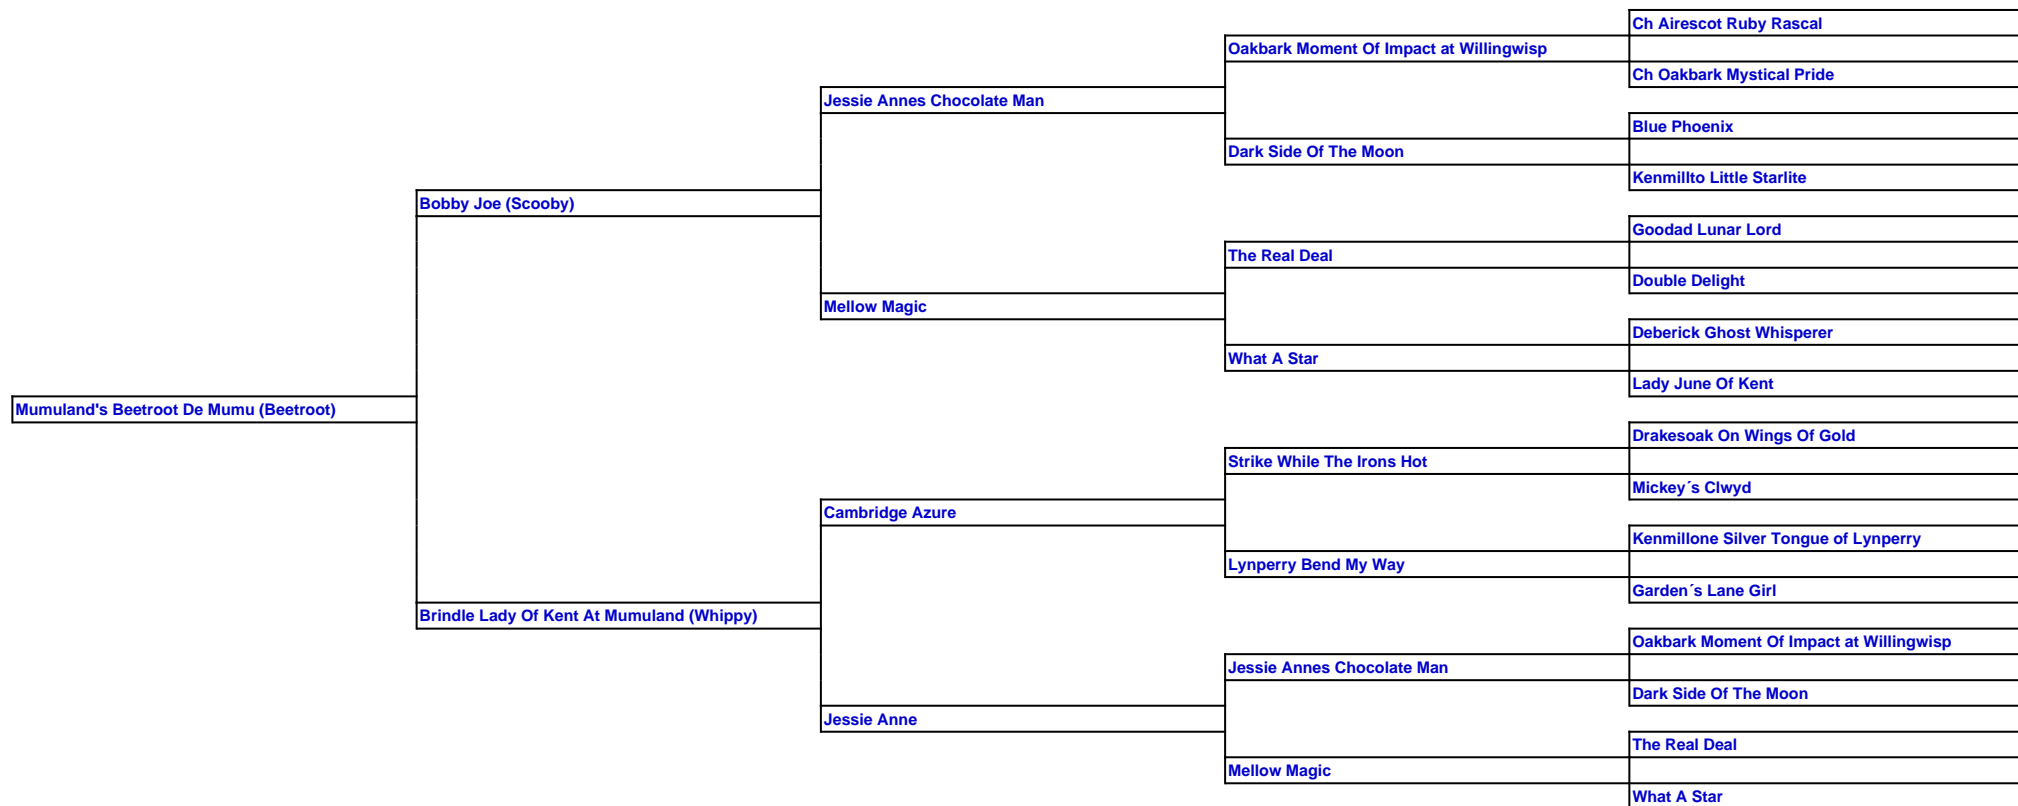 Ch Airescot Ruby Rascal
Oakbark Moment Of Impact at Willingwisp
Ch Oakbark Mystical Pride
Jessie Annes Chocolate Man
Blue Phoenix
Dark Side Of The Moon
Kenmillto Little Starlite
Bobby Joe (Scooby)
Goodad Lunar Lord
The Real Deal
Double Delight
Mellow Magic
Deberick Ghost Whisperer
What A Star
Lady June Of Kent
Mumuland's Beetroot De Mumu (Beetroot)
Drakesoak On Wings Of Gold
Strike While The Irons Hot
Mickey´s Clwyd
Cambridge Azure
Kenmillone Silver Tongue of Lynperry
Lynperry Bend My Way
Garden´s Lane Girl
Brindle Lady Of Kent At Mumuland (Whippy)
Oakbark Moment Of Impact at Willingwisp
Jessie Annes Chocolate Man
Dark Side Of The Moon
Jessie Anne
The Real Deal
Mellow Magic
What A Star